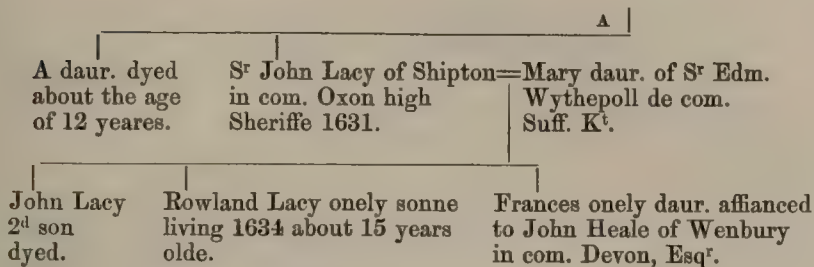 A
A daur. dyed
about the age
of 12 yeares.
Sʳ John Lacy of Shipton=Mary daur. of Sʳ Edm.
in com. Oxon high
Sheriffe 1631.
Wythepoll de com.
Suff. Kᵗ.
John Lacy
2ᵈ son
dyed.
Rowland Lacy onely sonne
living 1634 about 15 years
olde.
Frances onely daur. affianced
to John Heale of Wenbury
in com. Devon, Esqʳ.